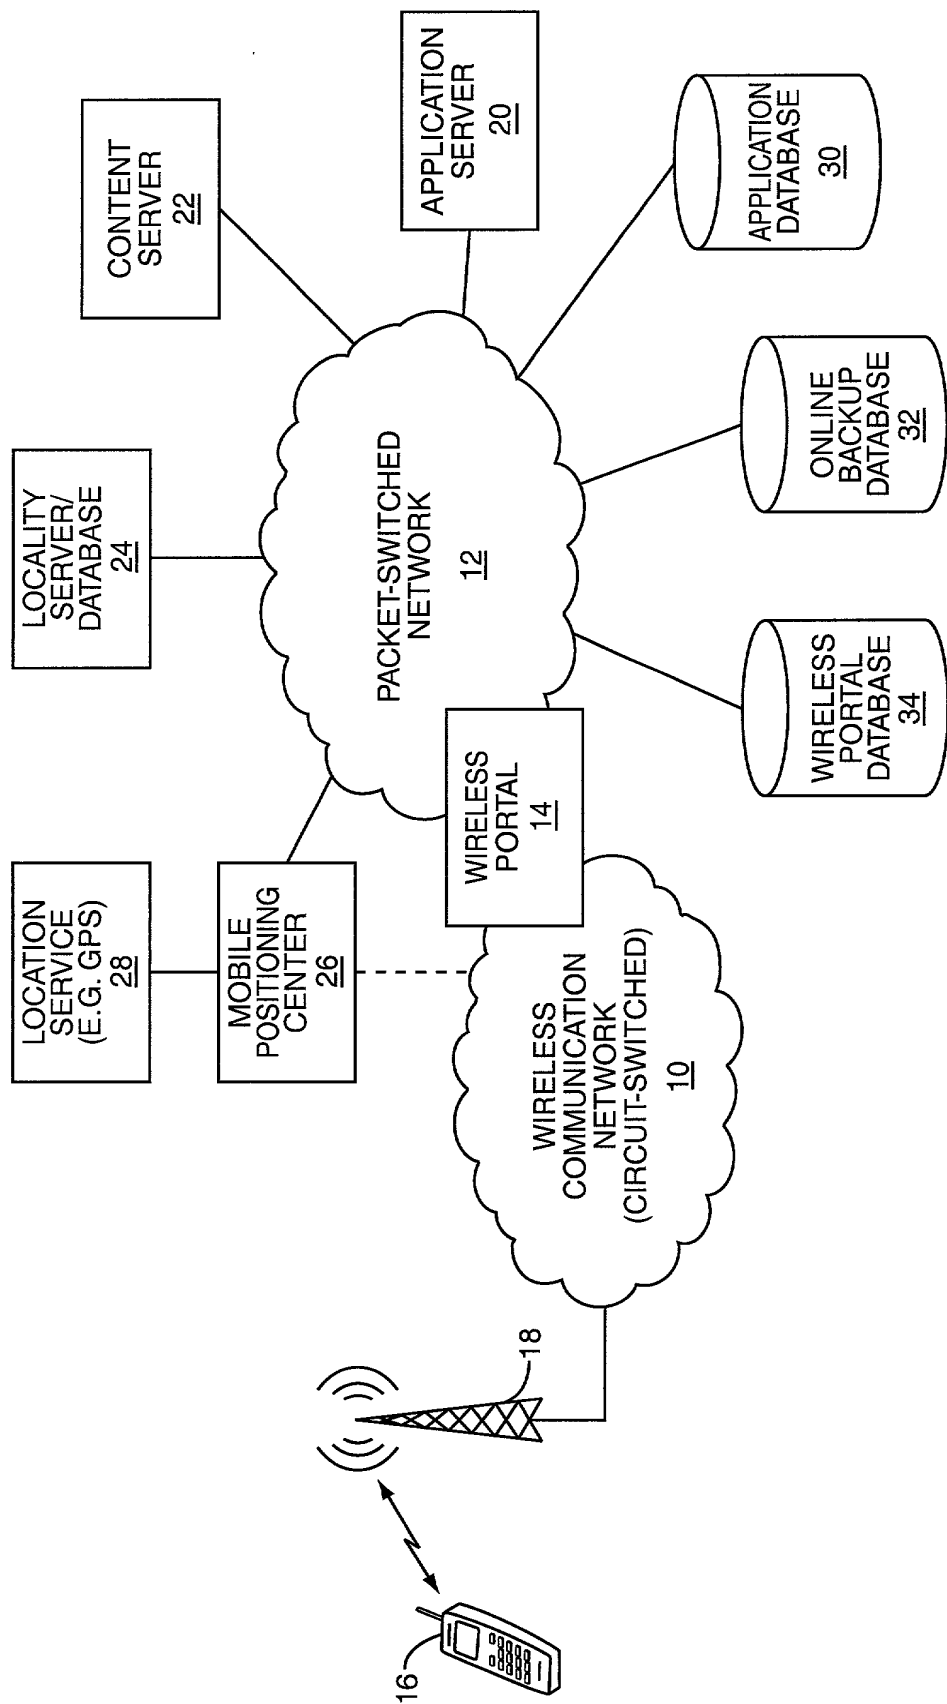 LOCATION
SERVICE
(E.G. GPS)
28
LOCALITY
SERVER/
DATABASE
24
CONTENT
SERVER
22
MOBILE
POSITIONING
CENTER
26
APPLICATION
SERVER
20
PACKET-SWITCHED
NETWORK
12
WIRELESS
PORTAL
14
WIRELESS
COMMUNICATION
NETWORK
(CIRCUIT-SWITCHED)
10
16
18
WIRELESS
PORTAL
DATABASE
34
ONLINE
BACKUP
DATABASE
32
APPLICATION
DATABASE
30